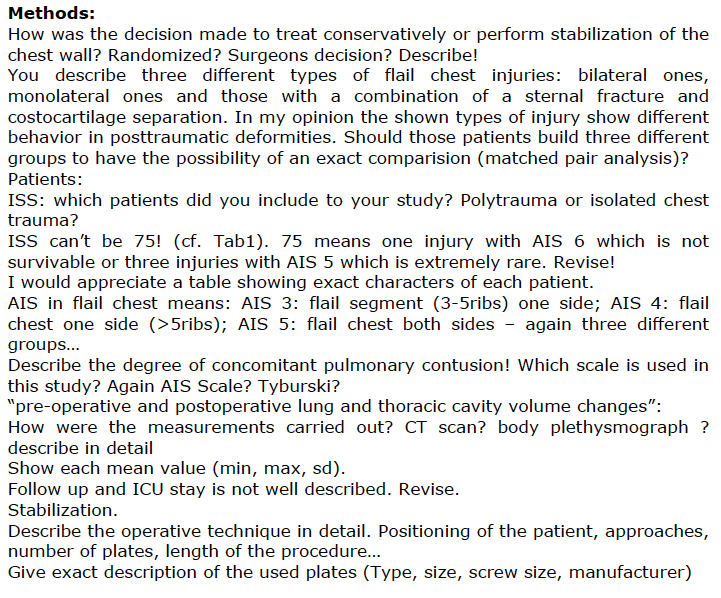 Methods:
How was the decision made to treat conservatively or perform stabilization of the
chest wall? Randomized? Surgeons decision? Describe!
You describe three different types of flail chest injuries: bilateral ones,
monolateral ones and those with a combination of a sternal fracture and
costocartilage separation. In my opinion the shown types of injury show different
behavior in posttraumatic deformities. Should those patients build three different
groups to have the possibility of an exact comparision (matched pair analysis)?
Patients:
ISS: which patients did you include to your study? Polytrauma or isolated chest
trauma?
ISS can't be 75! (cf. Tab1). 75 means one injury with AIS 6 which is not
survivable or three injuries with AIS 5 which is extremely rare. Revise!
I would appreciate a table showing exact characters of each patient.
AIS in flail chest means: AIS 3: flail segment (3-5ribs) one side; AIS 4: flail
chest one side (>5ribs); AIS 5: flail chest both sides – again three different
groups…
Describe the degree of concomitant pulmonary contusion! Which scale is used in
this study? Again AIS Scale? Tyburski?
“pre-operative and postoperative lung and thoracic cavity volume changes”:
How were the measurements carried out? CT scan? body plethysmograph ?
describe in detail
Show each mean value (min, max, sd).
Follow up and ICU stay is not well described. Revise.
Stabilization.
Describe the operative technique in detail. Positioning of the patient, approaches,
number of plates, length of the procedure…
Give exact description of the used plates (Type, size, screw size, manufacturer)